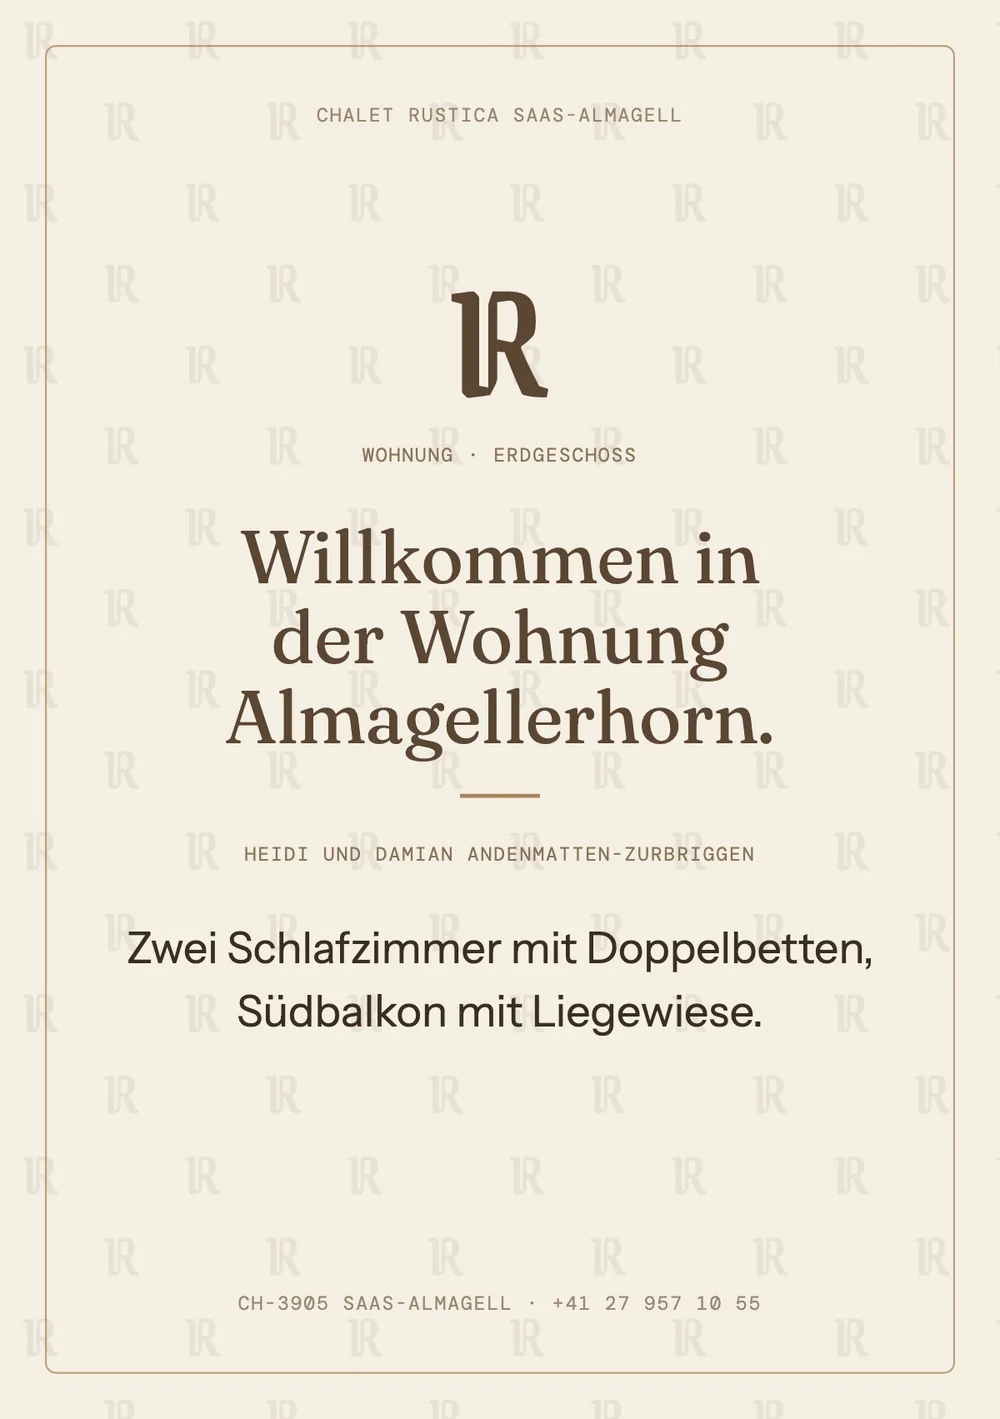 CHALET RUSTICA SAAS-ALMAGELL
R
WOHNUNG · ERDGESCHOSS
Willkommen in
der Wohnung
Almagellerhorn.
HEIDI UND DAMIAN ANDENMATTEN-ZURBRIGGEN
Zwei Schlafzimmer mit Doppelbetten,
Südbalkon mit Liegewiese.
CH-3905 SAAS-ALMAGELL · +41 27 957 10 55